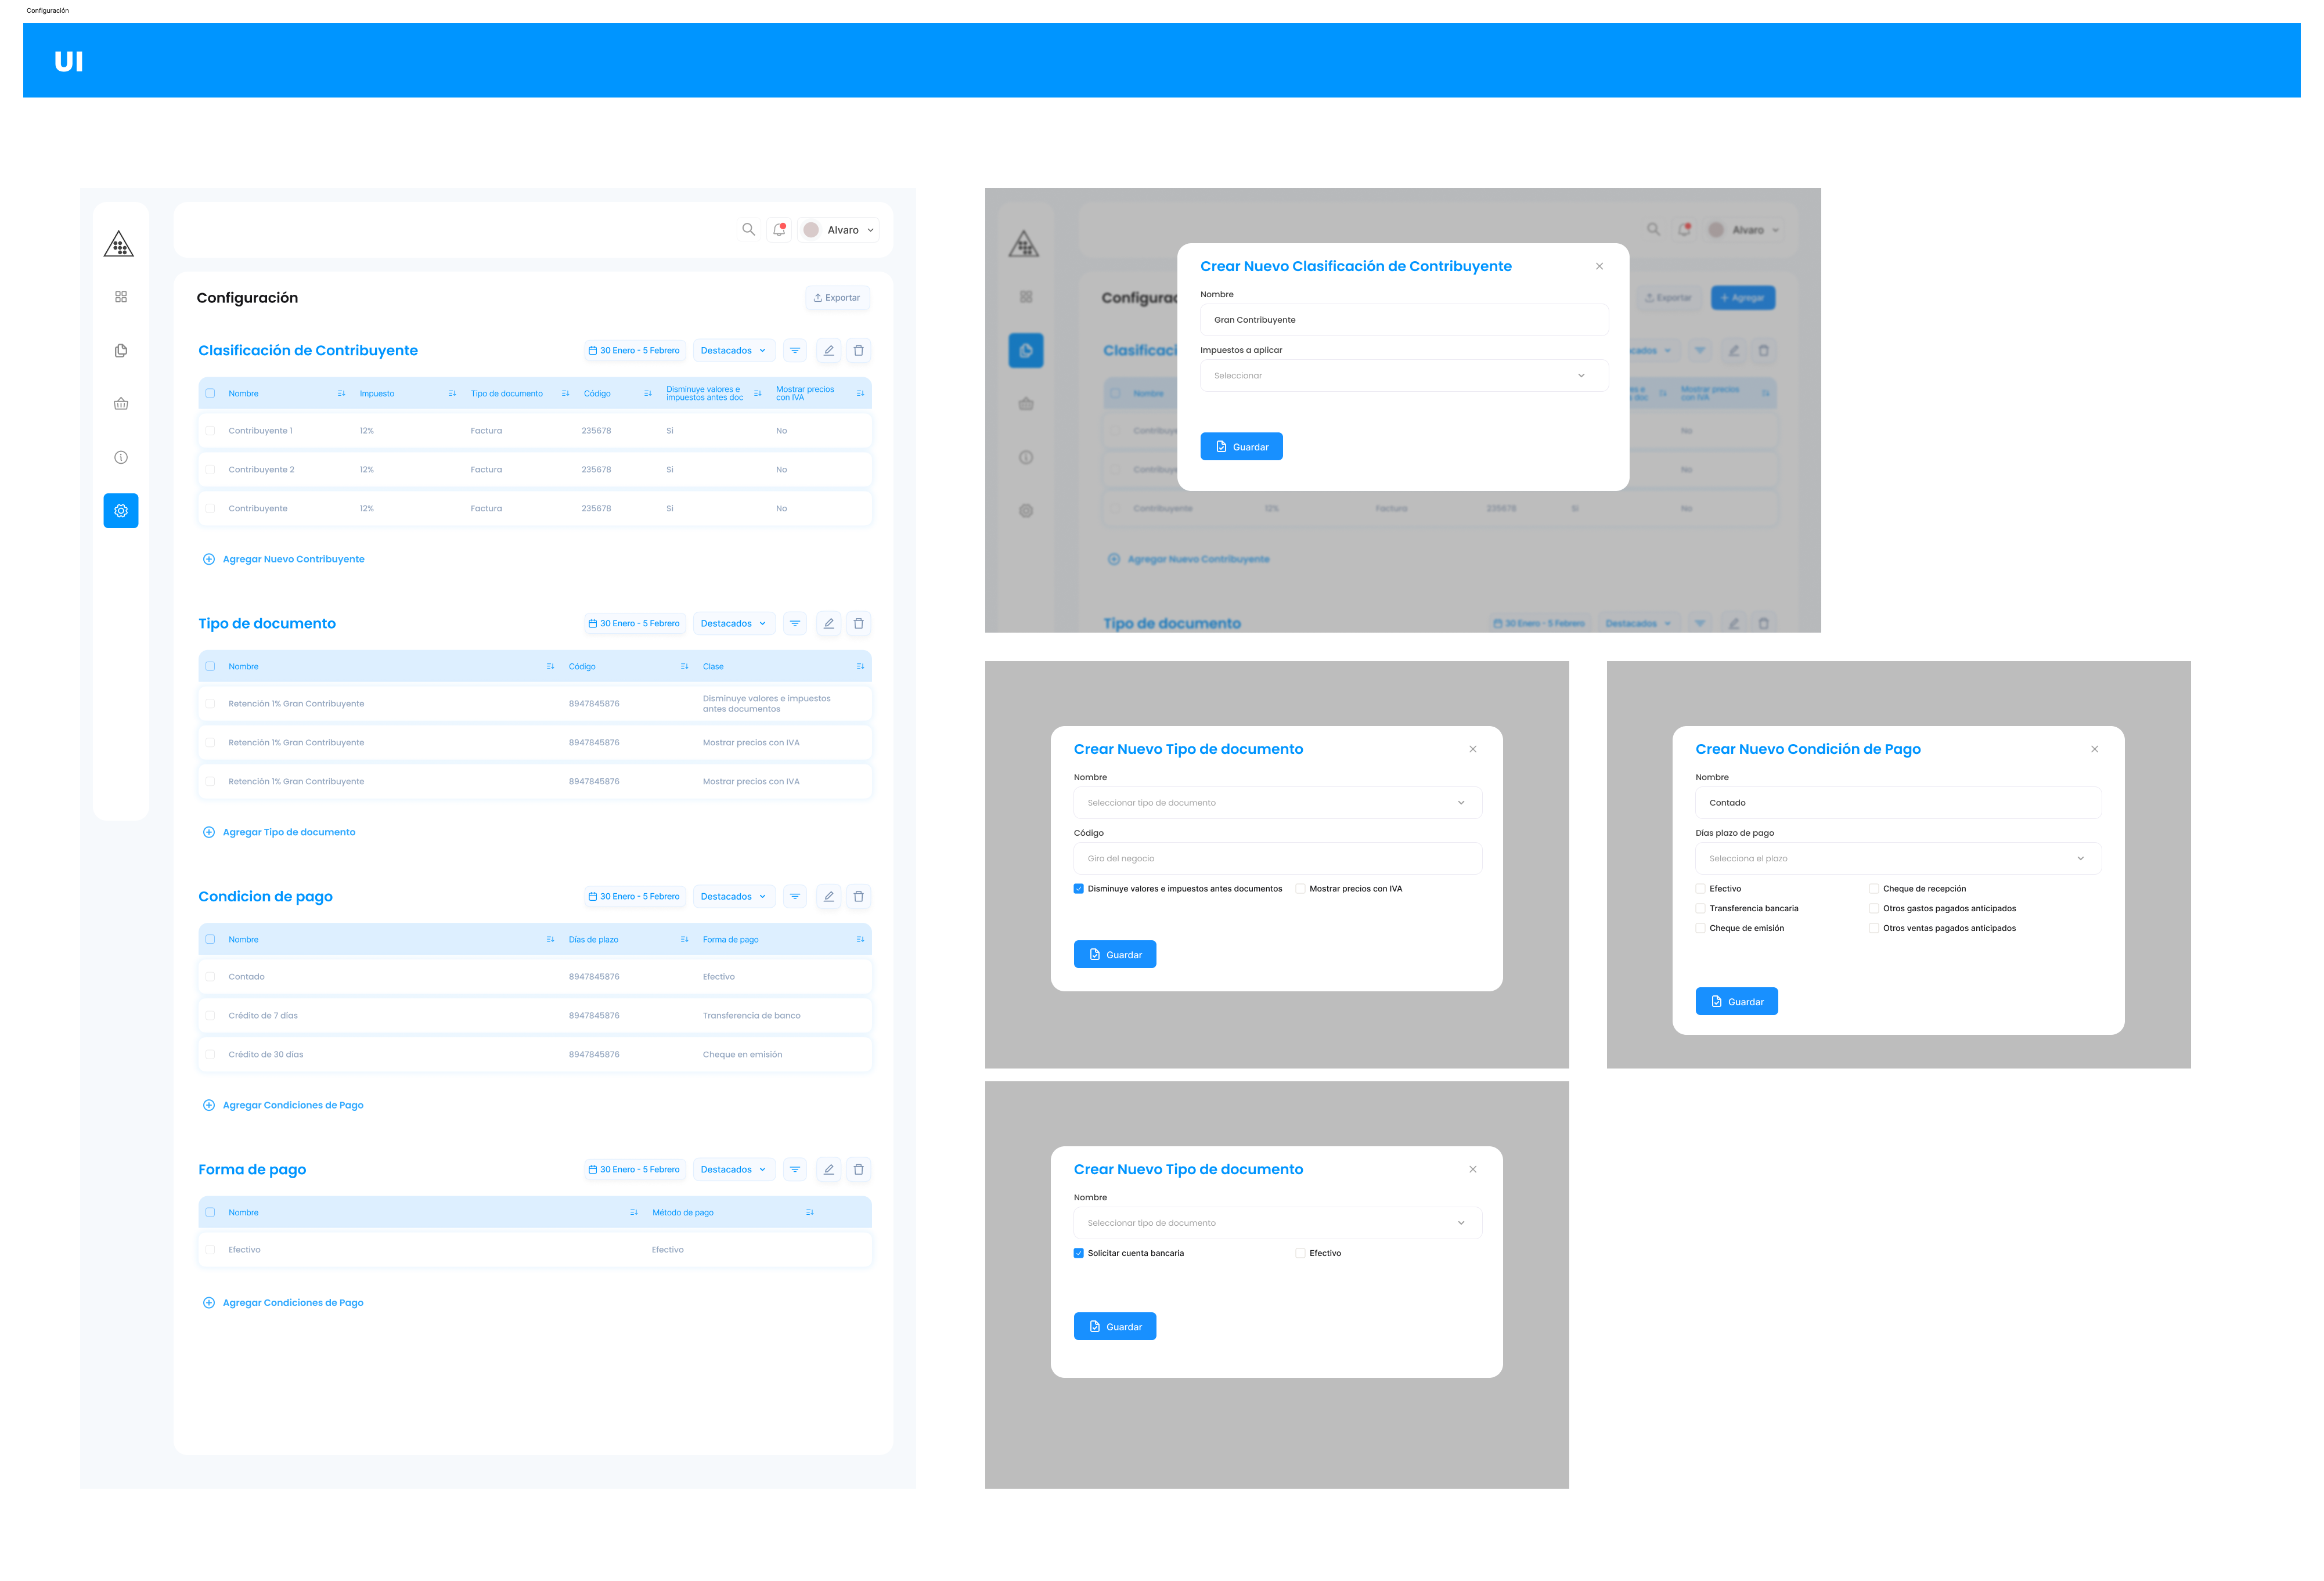 Configuración
UI
Alvaro
Configuración
Exportar
Clasificación de Contribuyente
30 Enero - 5 Febrero
Destacados
Nombre
Impuesto
Tipo de documento
Código
Disminuye valores e
impuestos antes doc
Mostrar precios
con IVA
Contribuyente 1
12%
Factura
235678
Si
No
Contribuyente 2
12%
Factura
235678
Si
No
Contribuyente
12%
Factura
235678
Si
No
Agregar Nuevo Contribuyente
Tipo de documento
30 Enero - 5 Febrero
Destacados
Nombre
Código
Clase
Retención 1% Gran Contribuyente
8947845876
Disminuye valores e impuestos
antes documentos
Retención 1% Gran Contribuyente
8947845876
Mostrar precios con IVA
Retención 1% Gran Contribuyente
8947845876
Mostrar precios con IVA
Agregar Tipo de documento
Condicion de pago
30 Enero - 5 Febrero
Destacados
Nombre
Días de plazo
Forma de pago
Contado
8947845876
Efectivo
Crédito de 7 días
8947845876
Transferencia de banco
Crédito de 30 días
8947845876
Cheque en emisión
Agregar Condiciones de Pago
Forma de pago
30 Enero - 5 Febrero
Destacados
Nombre
Método de pago
Efectivo
Efectivo
Agregar Condiciones de Pago
Alvaro
Exportar
Agregar
Crear Nuevo Clasificación de Contribuyente
Nombre
Gran Contribuyente
Impuestos a aplicar
Seleccionar
Guardar
Nombre
Mostrar precios
con IVA
No
No
Contribuyente
12%
Factura
235678
Si
No
Agregar Nuevo Contribuyente
Tipo de documento
30 Enero - 5 Febrero
Destacados
Crear Nuevo Tipo de documento
Nombre
Seleccionar tipo de documento
Código
Giro del negocio
Disminuye valores e impuestos antes documentos
Mostrar precios con IVA
Guardar
Crear Nuevo Condición de Pago
Nombre
Contado
Días plazo de pago
Selecciona el plazo
Efectivo
Cheque de recepción
Transferencia bancaria
Otros gastos pagados anticipados
Cheque de emisión
Otros ventas pagados anticipados
Guardar
Crear Nuevo Tipo de documento
Nombre
Seleccionar tipo de documento
Solicitar cuenta bancaria
Efectivo
Guardar